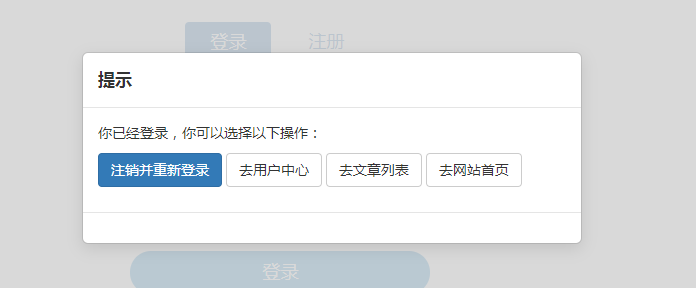 登录 注册
提示
你已经登录，你可以选择以下操作：
注销并重新登录 去用户中心 去文章列表 去网站首页
登录